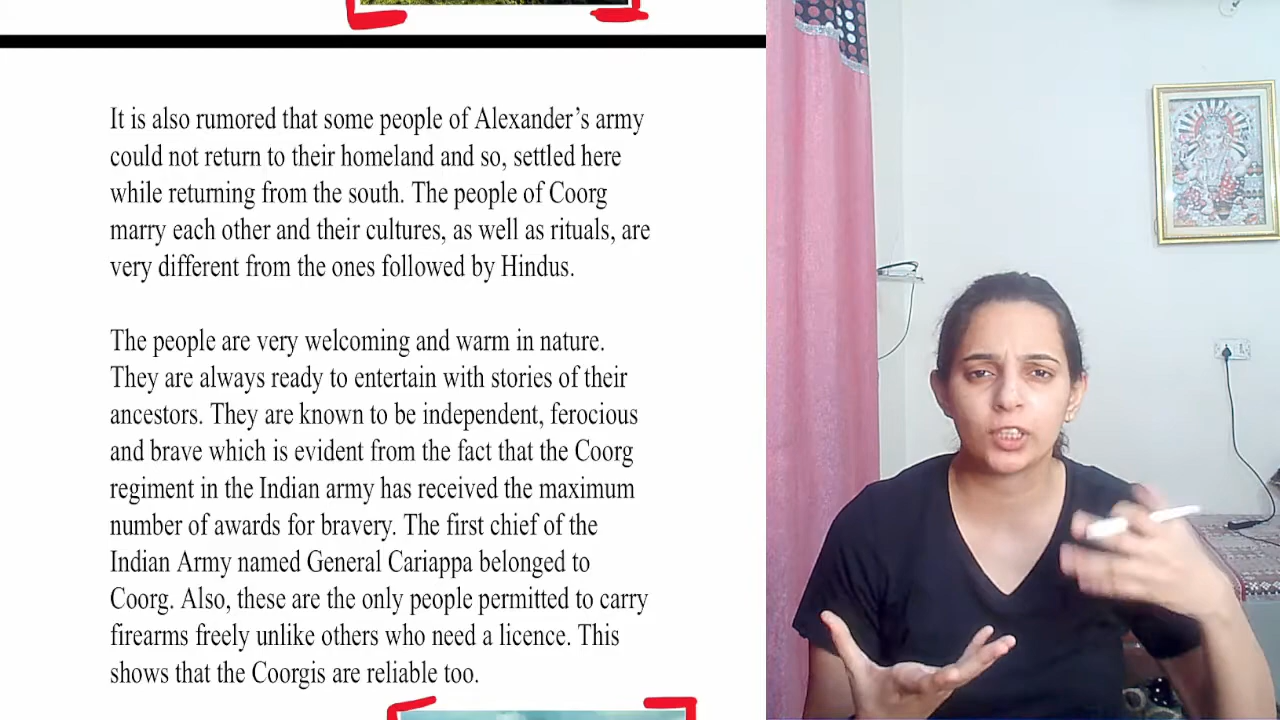 It is also rumored that some people of Alexander’s army
could not return to their homeland and so, settled here
while returning from the south. The people of Coorg
marry each other and their cultures, as well as rituals, are
very different from the ones followed by Hindus.
The people are very welcoming and warm in nature.
They are always ready to entertain with stories of their
ancestors. They are known to be independent, ferocious
and brave which is evident from the fact that the Coorg
regiment in the Indian army has received the maximum
number of awards for bravery. The first chief of the
Indian Army named General Cariappa belonged to
Coorg. Also, these are the only people permitted to carry
firearms freely unlike others who need a licence. This
shows that the Coorgis are reliable too.